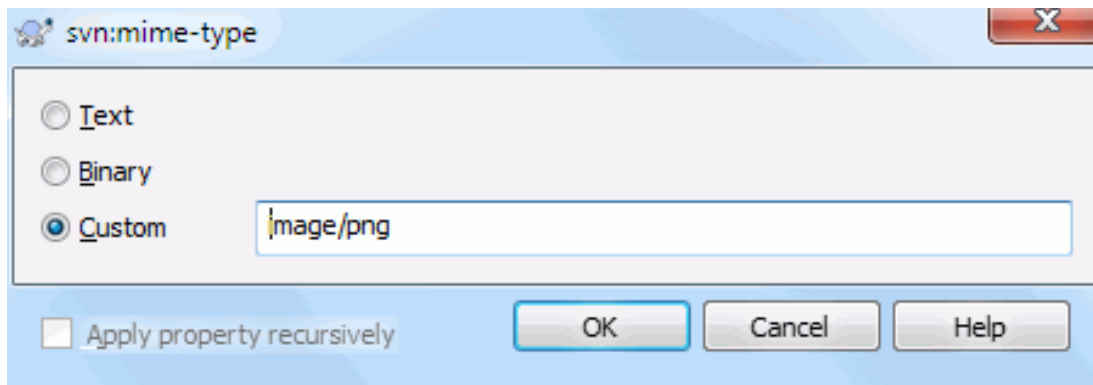 svn:mime-type
Text
Binary
Custom image/png
Apply property recursively OK Cancel Help